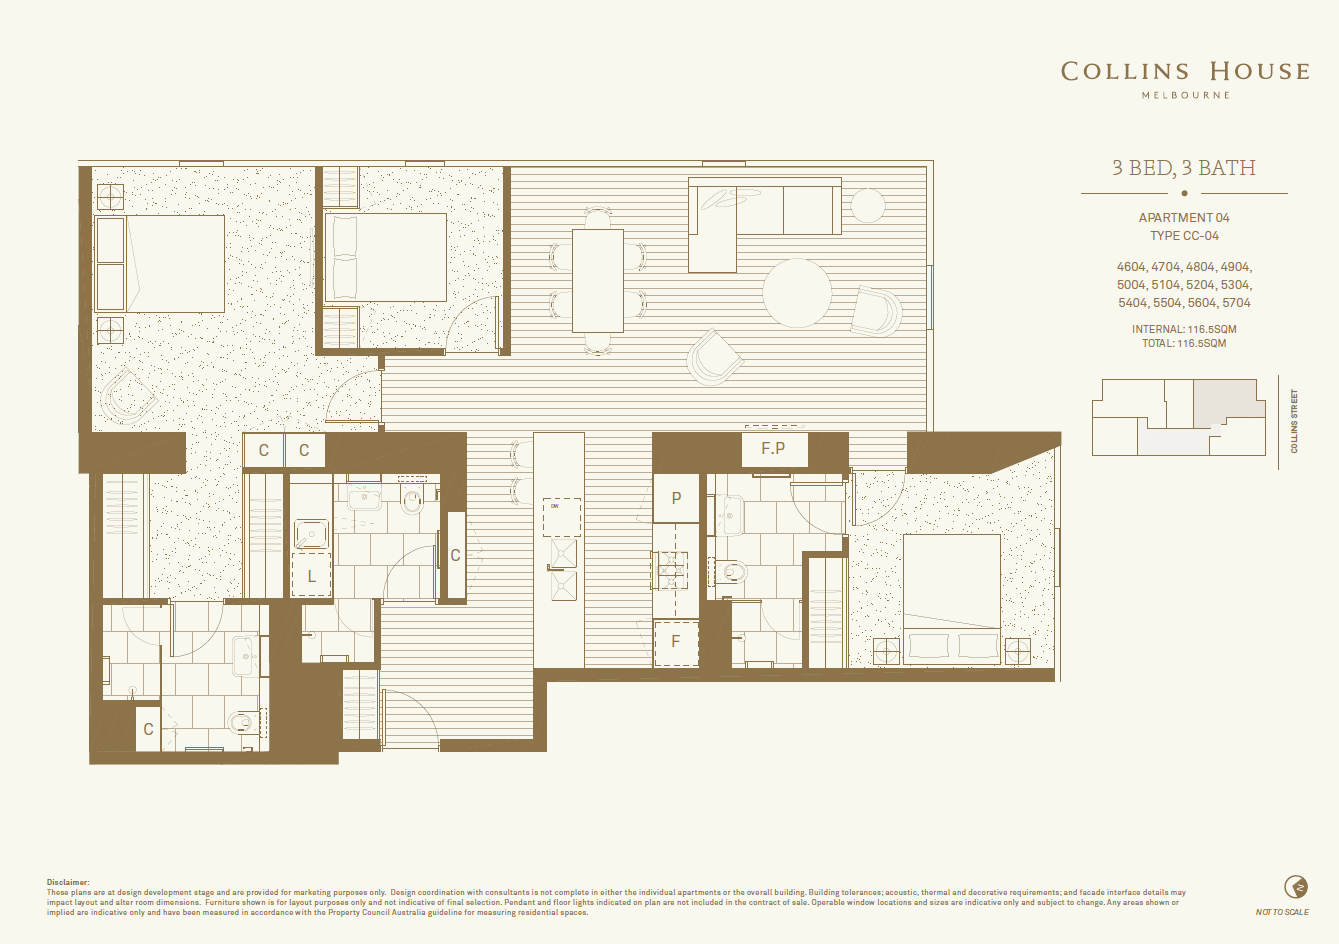 COLLINS HOUSE
MELBOURNE
3 BED, 3 BATH
APARTMENT 04
TYPE CC-04
4604, 4704, 4804, 4904,
5004, 5104, 5204, 5304,
5404, 5504, 5604, 5704
INTERNAL: 116.5SQM
TOTAL: 116.5SQM
COLLINS STREET
C
C
F.P
P
DW
C
L
F
C
Disclaimer:
These plans are at design development stage and are provided for marketing purposes only. Design coordination with consultants is not complete in either the individual apartments or the overall building. Building tolerances; acoustic, thermal and decorative requirements; and facade interface details may
impact layout and alter room dimensions. Furniture shown is for layout purposes only and not indicative of final selection. Pendant and floor lights indicated on plan are not included in the contract of sale. Operable window locations and sizes are indicative only and subject to change. Any areas shown or
implied are indicative only and have been measured in accordance with the Property Council Australia guideline for measuring residential spaces.
N
NOT TO SCALE